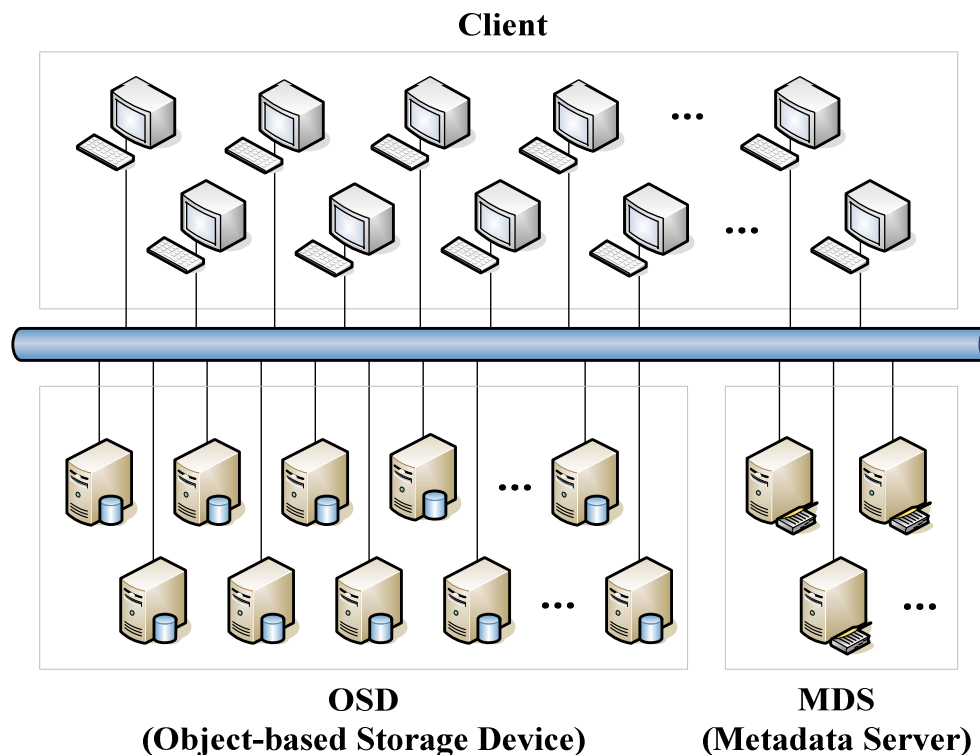 Client
OSD
(Object-based Storage Device)
MDS
(Metadata Server)